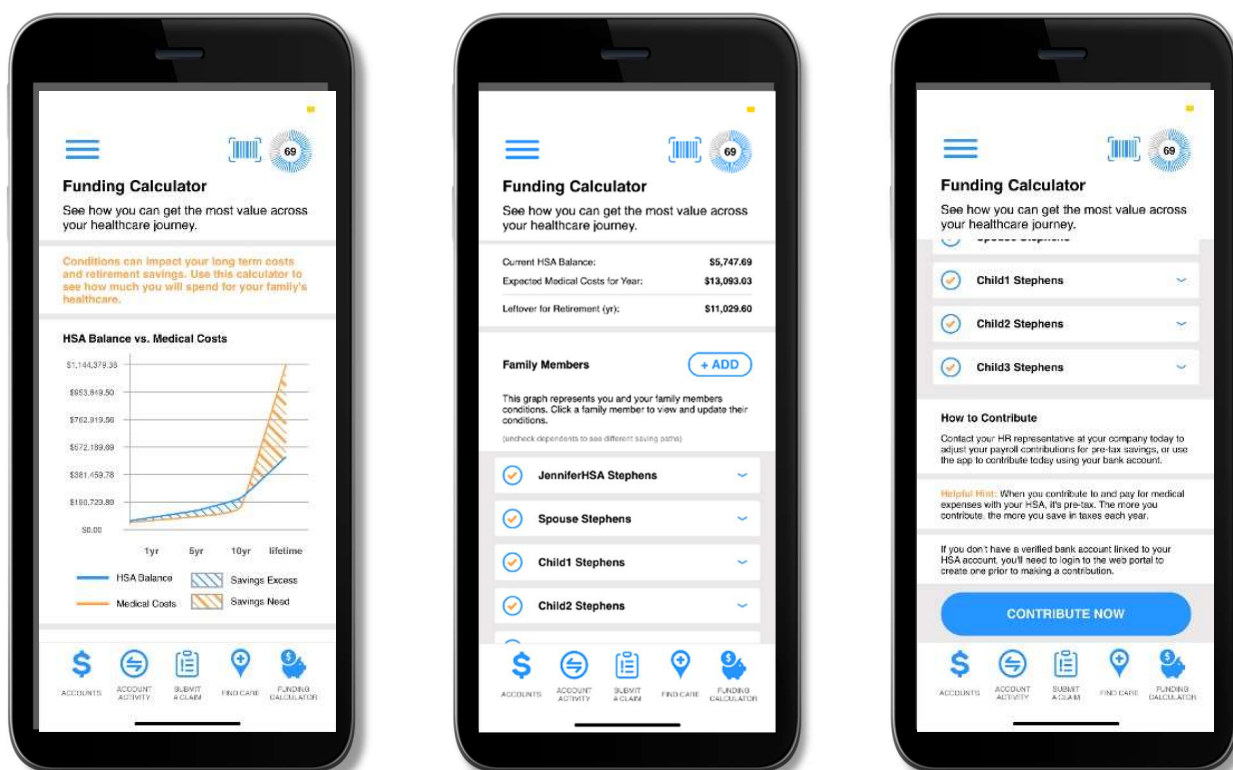 69
Funding Calculator
See how you can get the most value across
your healthcare journey.
Conditions can impact your long term costs
and retirement savings. Use this calculator to
see how much you will spend for your family's
healthcare.
HSA Balance vs. Medical Costs
$1,144,379.35
$953,649.50
$762,919.56
$572,189.69
$381,459.78
$190,729.89
$0.00
1yr 5yr 10yr lifetime
HSA Balance Savings Excess
Medical Costs Savings Need
ACCOUNTS
ACCOUNT
ACTIVITY
SUBMIT
A CLAIM
FIND CARE
FUNDING
CALCULATOR
69
Funding Calculator
See how you can get the most value across
your healthcare journey.
Current HSA Balance: $5,747.69
Expected Medical Costs for Year: $13,093.03
Leftover for Retirement (yr): $11,029.60
Family Members + ADD
This graph represents you and your family members
conditions. Click a family member to view and update their
conditions.
(uncheck dependents to see different saving paths)
JenniferHSA Stephens
Spouse Stephens
Child1 Stephens
Child2 Stephens
ACCOUNTS
ACCOUNT
ACTIVITY
SUBMIT
A CLAIM
FIND CARE
FUNDING
CALCULATOR
69
Funding Calculator
See how you can get the most value across
your healthcare journey.
Spouse Stephens
Child1 Stephens
Child2 Stephens
Child3 Stephens
How to Contribute
Contact your HR representative at your company today to
adjust your payroll contributions for pre-tax savings, or use
the app to contribute today using your bank account.
Helpful Hint: When you contribute to and pay for medical
expenses with your HSA, it's pre-tax. The more you
contribute, the more you save in taxes each year.
If you don't have a verified bank account linked to your
HSA account, you'll need to login to the web portal to
create one prior to making a contribution.
CONTRIBUTE NOW
ACCOUNTS
ACCOUNT
ACTIVITY
SUBMIT
A CLAIM
FIND CARE
FUNDING
CALCULATOR